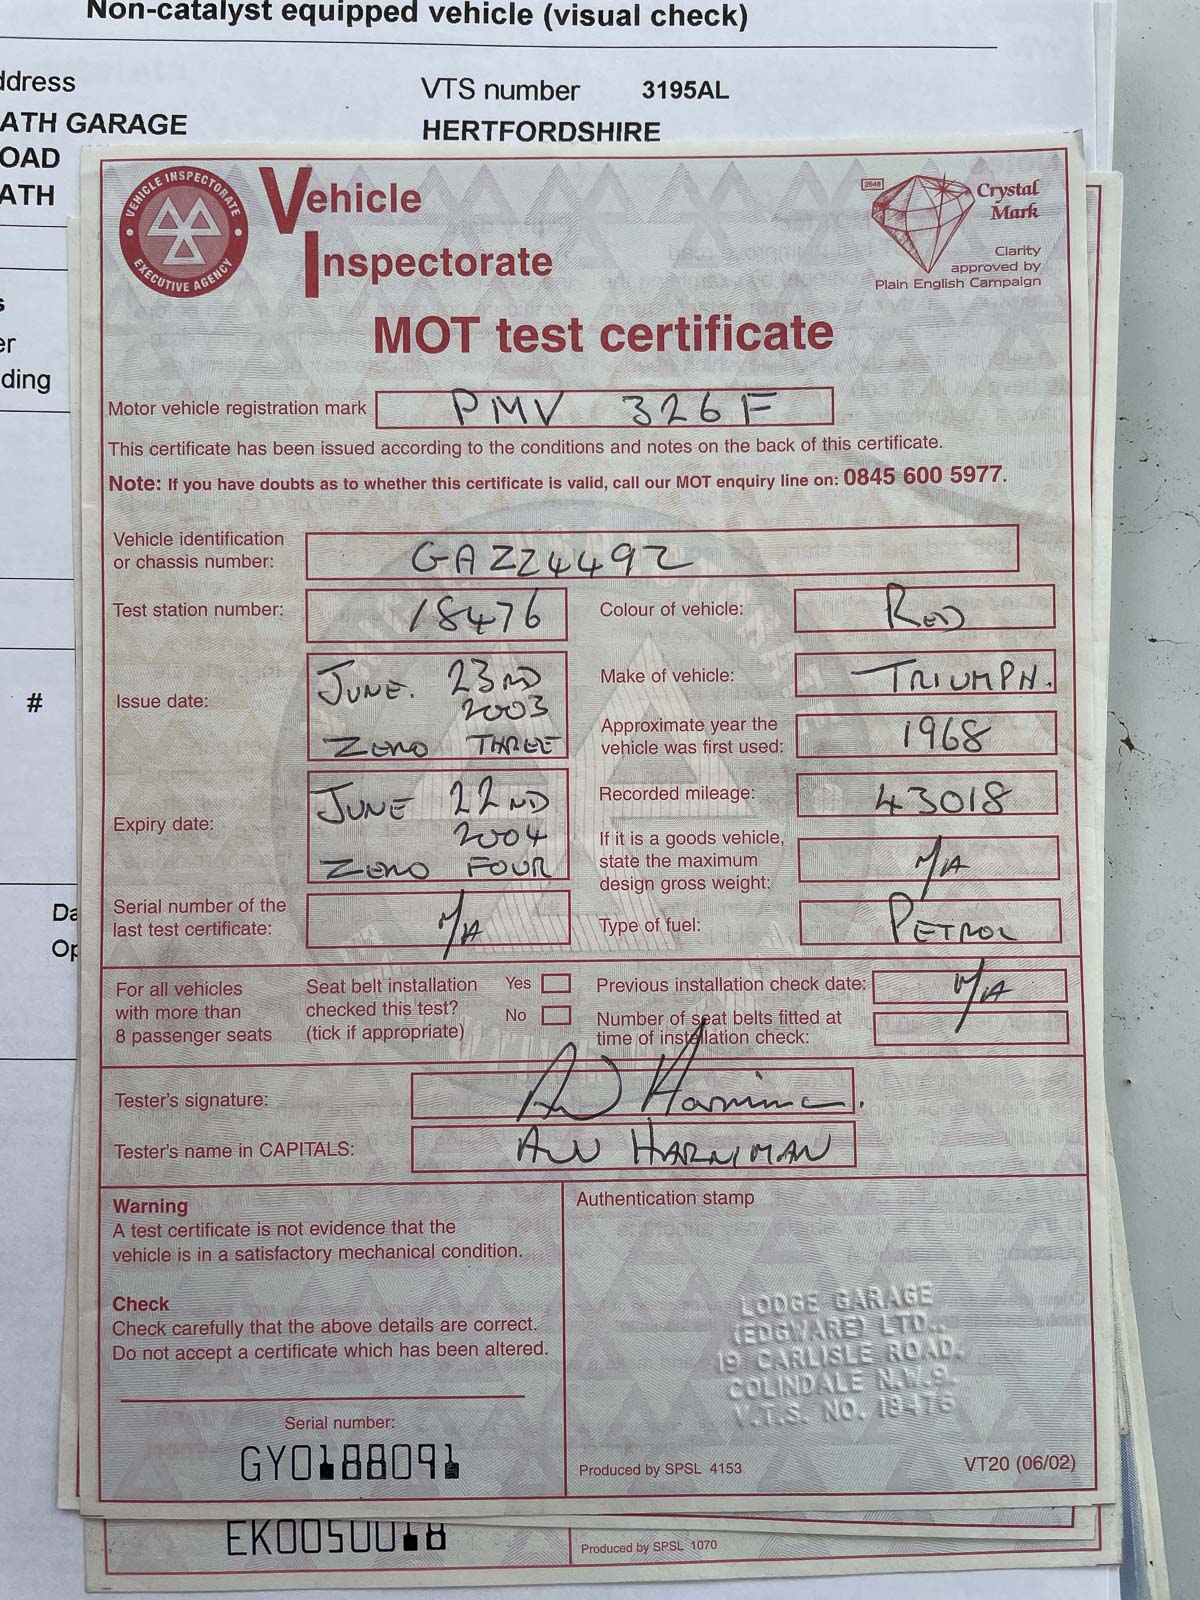 Non-catalyst equipped vehicle (visual check)
ddress
VTS number 3195AL
ATH GARAGE
HERTFORDSHIRE
OAD
ATH
s
er
ding
#
Da
Op
VEHICLE INSPECTORATE
EXECUTIVE AGENCY
Vehicle
Inspectorate
2648
Crystal
Mark
Clarity
approved by
Plain English Campaign
MOT test certificate
Motor vehicle registration mark PMV 326F
This certificate has been issued according to the conditions and notes on the back of this certificate.
Note: If you have doubts as to whether this certificate is valid, call our MOT enquiry line on: 0845 600 5977.
Vehicle identification
or chassis number: GAZZ4492
Test station number: 18476
Colour of vehicle: RED
Issue date: JUNE. 23RD
2003
ZERO THREE
Make of vehicle: TRIUMPH.
Approximate year the
vehicle was first used: 1968
Expiry date: JUNE 22ND
2004
ZERO FOUR
Recorded mileage: 43018
If it is a goods vehicle,
state the maximum
design gross weight: N/A
Serial number of the
last test certificate: N/A
Type of fuel: PETROL
For all vehicles
with more than
8 passenger seats
Seat belt installation
checked this test?
(tick if appropriate)
Yes
No
Previous installation check date: N/A
Number of seat belts fitted at
time of installation check:
Tester's signature: AW Harniman.
Tester's name in CAPITALS: AW HARNIMAN
Warning
A test certificate is not evidence that the
vehicle is in a satisfactory mechanical condition.
Check
Check carefully that the above details are correct.
Do not accept a certificate which has been altered.
Serial number:
GY0188091
Authentication stamp
LODGE GARAGE
(EDGWARE) LTD.,
19 CARLISLE ROAD.
COLINDALE N.W.9.
V.T.S. NO. 18476
Produced by SPSL 4153
VT20 (06/02)
EK0050018
Produced by SPSL 1070